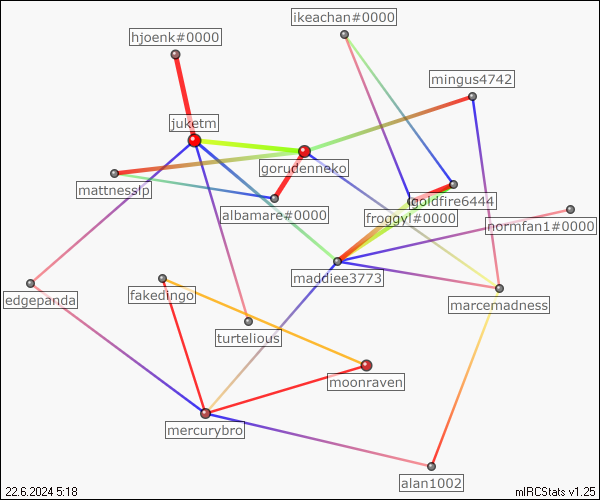 ikeachan#0000
hjoenk#0000
mingus4742
juketm
gorudenneko
mattnesslp
goldfire6444
albamare#0000
froggyl#0000
normfan1#0000
maddiee3773
edgepanda
fakedingo
marcemadness
turtelious
moonraven
mercurybro
alan1002
22.6.2024 5:18
mIRCStats v1.25